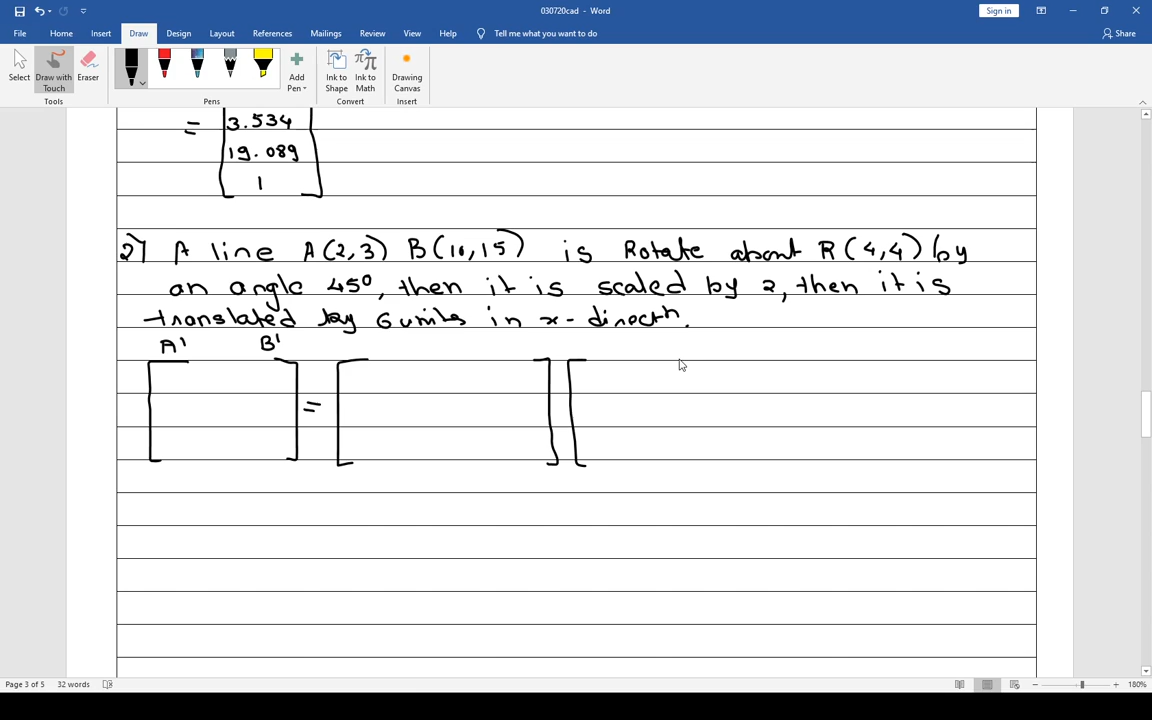 030720cad - Word
Sign in
File Home Insert Draw Design Layout References Mailings Review View Help Tell me what you want to do Share
Select Draw with Touch Eraser Add Pen Ink to Shape Ink to Math Drawing Canvas
Tools Pens Convert Insert
= 3.534
19.089
1
2) A line A(2,3) B(10,15) is Rotate about R(4,4) by
an angle 45°, then it is scaled by 2, then it is
translated by 6 units in x-directn.
A' B'
=
Page 3 of 5 32 words 180%